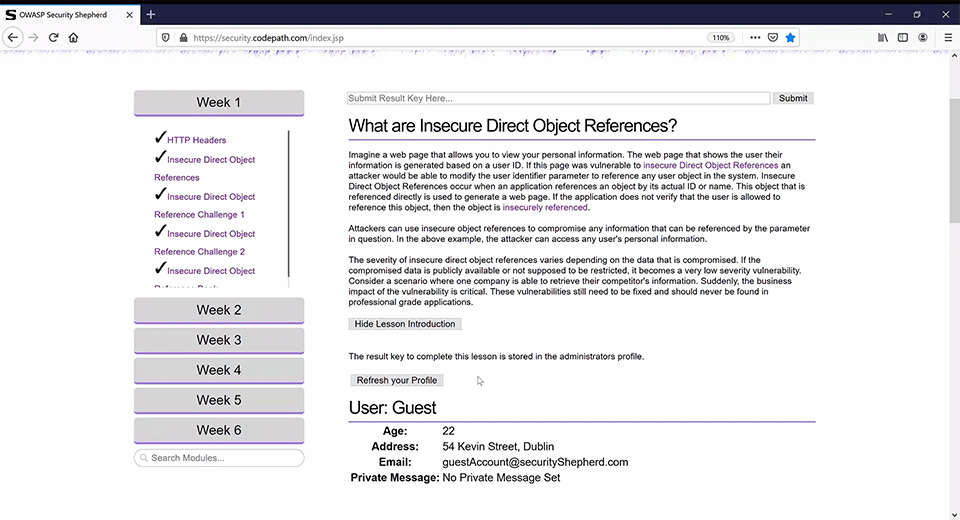 OWASP Security Shepherd
https://security.codepath.com/index.jsp
110%
Week 1
HTTP Headers
Insecure Direct Object
References
Insecure Direct Object
Reference Challenge 1
Insecure Direct Object
Reference Challenge 2
Insecure Direct Object
Reference Bank
Week 2
Week 3
Week 4
Week 5
Week 6
Search Modules...
Submit Result Key Here...
Submit
What are Insecure Direct Object References?
Imagine a web page that allows you to view your personal information. The web page that shows the user their
information is generated based on a user ID. If this page was vulnerable to insecure Direct Object References an
attacker would be able to modify the user identifier parameter to reference any user object in the system. Insecure
Direct Object References occur when an application references an object by its actual ID or name. This object that is
referenced directly is used to generate a web page. If the application does not verify that the user is allowed to
reference this object, then the object is insecurely referenced.
Attackers can use insecure object references to compromise any information that can be referenced by the parameter
in question. In the above example, the attacker can access any user's personal information.
The severity of insecure direct object references varies depending on the data that is compromised. If the
compromised data is publicly available or not supposed to be restricted, it becomes a very low severity vulnerability.
Consider a scenario where one company is able to retrieve their competitor's information. Suddenly, the business
impact of the vulnerability is critical. These vulnerabilities still need to be fixed and should never be found in
professional grade applications.
Hide Lesson Introduction
The result key to complete this lesson is stored in the administrators profile.
Refresh your Profile
User: Guest
Age: 22
Address: 54 Kevin Street, Dublin
Email: guestAccount@securityShepherd.com
Private Message: No Private Message Set